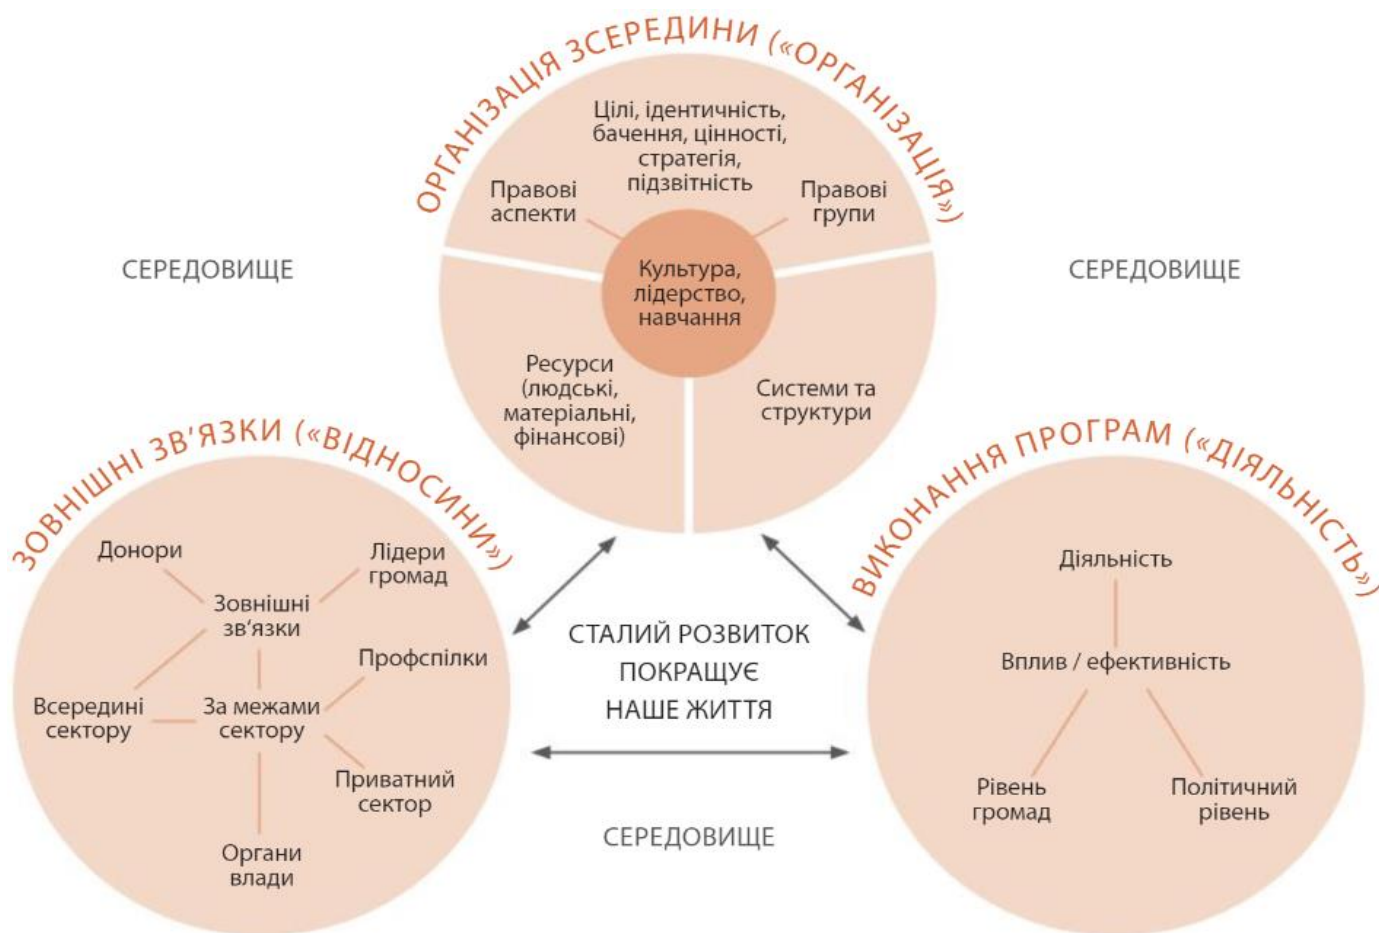 ОРГАНІЗАЦІЯ ЗСЕРЕДИНИ («ОРГАНІЗАЦІЯ»)
Цілі, ідентичність,
бачення, цінності,
стратегія,
підзвітність
Правові
аспекти
Правові
групи
Культура,
лідерство,
навчання
Ресурси
(людські,
матеріальні,
фінансові)
Системи та
структури
СЕРЕДОВИЩЕ
СЕРЕДОВИЩЕ
ЗОВНІШНІ ЗВ'ЯЗКИ («ВІДНОСИНИ»)
Донори
Лідери
громад
Зовнішні
зв'язки
Профспілки
Всередині
сектору
За межами
сектору
Приватний
сектор
Органи
влади
СТАЛИЙ РОЗВИТОК
ПОКРАЩУЄ
НАШЕ ЖИТТЯ
СЕРЕДОВИЩЕ
ВИКОНАННЯ ПРОГРАМ («ДІЯЛЬНІСТЬ»)
Діяльність
Вплив / ефективність
Рівень
громад
Політичний
рівень